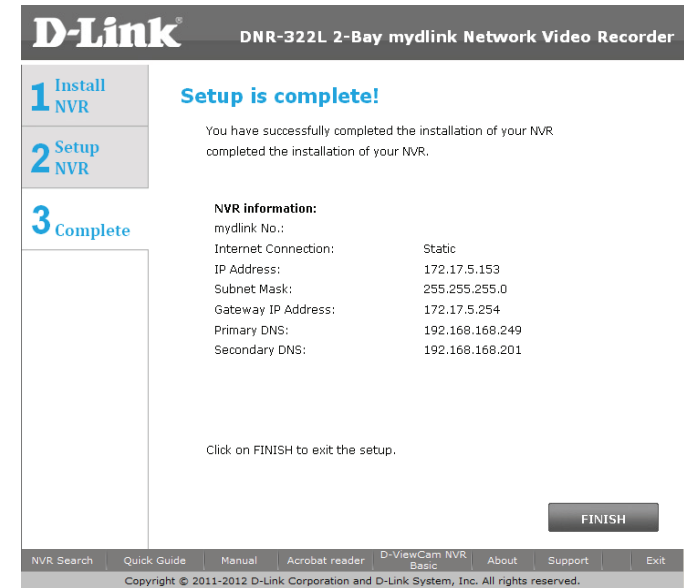 D-Link
DNR-322L 2-Bay mydlink Network Video Recorder
1 Install
NVR
2 Setup
NVR
3 Complete
Setup is complete!
You have successfully completed the installation of your NVR
completed the installation of your NVR.
NVR information:
mydlink No.:
Internet Connection: Static
IP Address: 172.17.5.153
Subnet Mask: 255.255.255.0
Gateway IP Address: 172.17.5.254
Primary DNS: 192.168.168.249
Secondary DNS: 192.168.168.201
Click on FINISH to exit the setup.
FINISH
NVR Search Quick Guide Manual Acrobat reader D-ViewCam NVR
Basic About Support Exit
Copyright © 2011-2012 D-Link Corporation and D-Link System, Inc. All rights reserved.